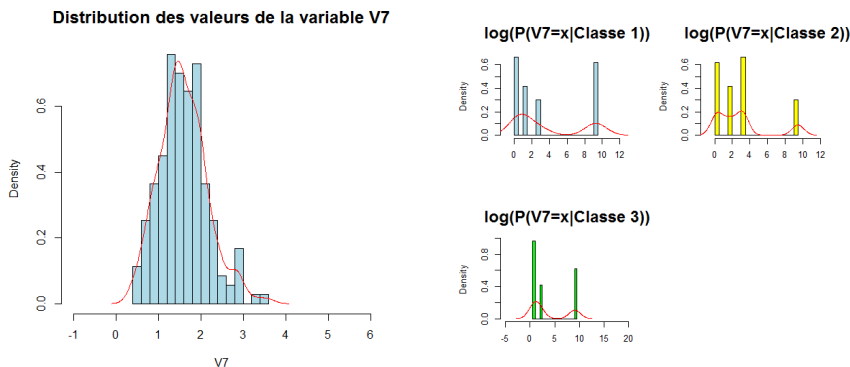 Distribution des valeurs de la variable V7
Density
0.0 0.2 0.4 0.6
-1 0 1 2 3 4 5 6
V7
log(P(V7=x|Classe 1))
Density
0.0 0.2 0.4 0.6
0 2 4 6 8 10 12
log(P(V7=x|Classe 2))
Density
0.0 0.2 0.4 0.6
0 2 4 6 8 10 12
log(P(V7=x|Classe 3))
Density
0.0 0.4 0.8
-5 0 5 10 15 20